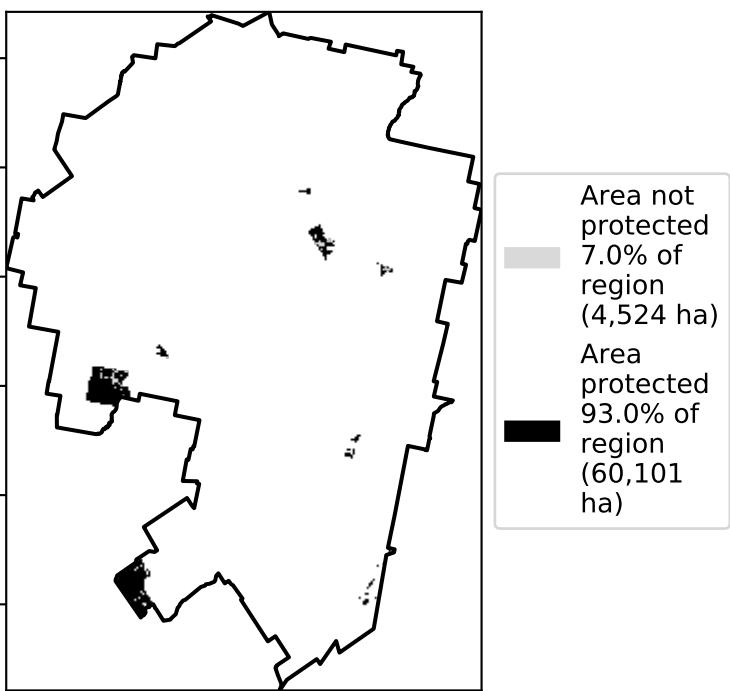 Area not
protected
7.0% of
region
(4,524 ha)
Area
protected
93.0% of
region
(60,101
ha)